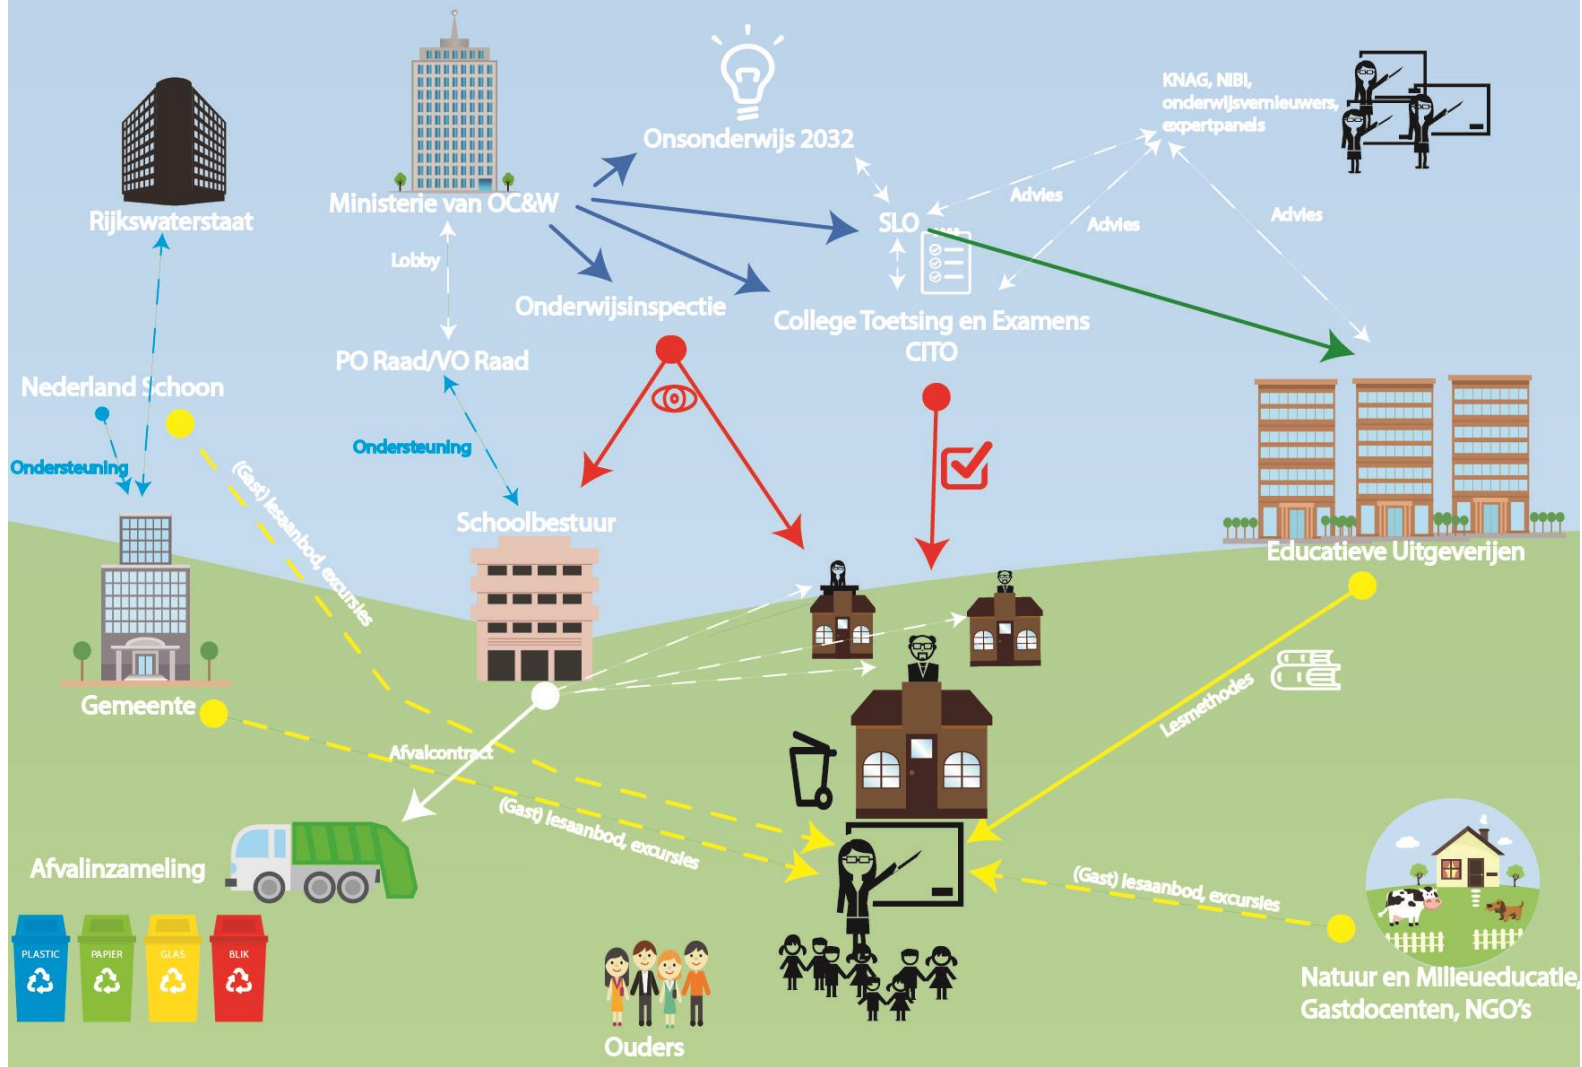 Onsonderwijs 2032
KNAG, NIBI,
onderwijsvernieuwers,
expertpanels
Rijkswaterstaat
Ministerie van OC&W
SLO
Advies
Advies
Advies
Lobby
Onderwijsinspectie
College Toetsing en Examens
CITO
PO Raad/VO Raad
Nederland Schoon
Ondersteuning
Ondersteuning
(Gast) lesaanbod, excursies
Schoolbestuur
Educatieve Uitgeverijen
Gemeente
Lesmethodes
Afvalcontract
(Gast) lesaanbod, excursies
Afvalinzameling
(Gast) lesaanbod, excursies
PLASTIC
PAPIER
GLAS
BLIK
Natuur en Milieueducatie,
Gastdocenten, NGO's
Ouders